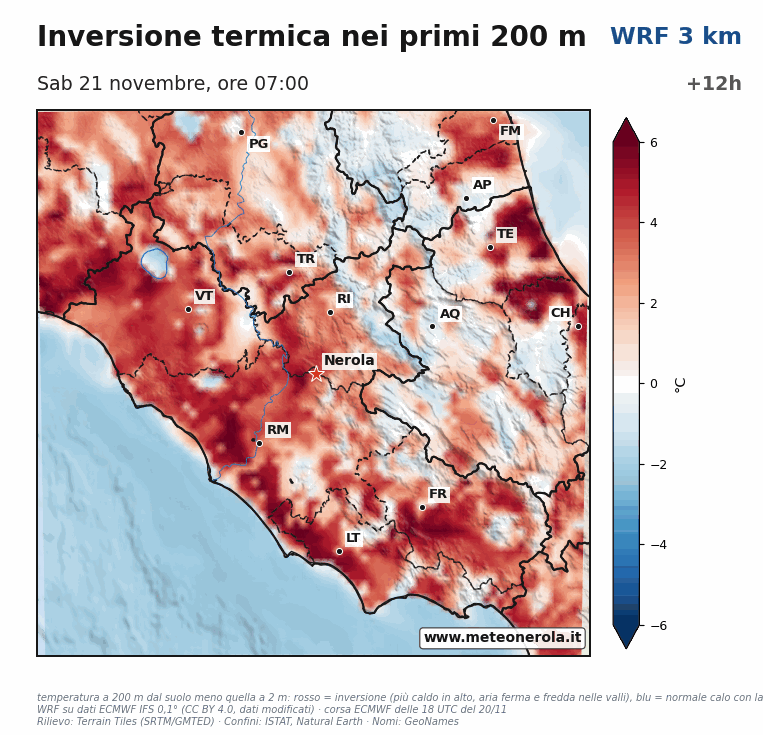 Inversione termica nei primi 200 m WRF 3 km
Sab 21 novembre, ore 07:00 +12h
FM
PG
AP
TE
TR
VT
RI
AQ
CH
Nerola
RM
FR
LT
6
4
2
0
−2
−4
−6
°C
www.meteonerola.it
temperatura a 200 m dal suolo meno quella a 2 m: rosso = inversione (più caldo in alto, aria ferma e fredda nelle valli), blu = normale calo con la
WRF su dati ECMWF IFS 0,1° (CC BY 4.0, dati modificati) · corsa ECMWF delle 18 UTC del 20/11
Rilievo: Terrain Tiles (SRTM/GMTED) · Confini: ISTAT, Natural Earth · Nomi: GeoNames